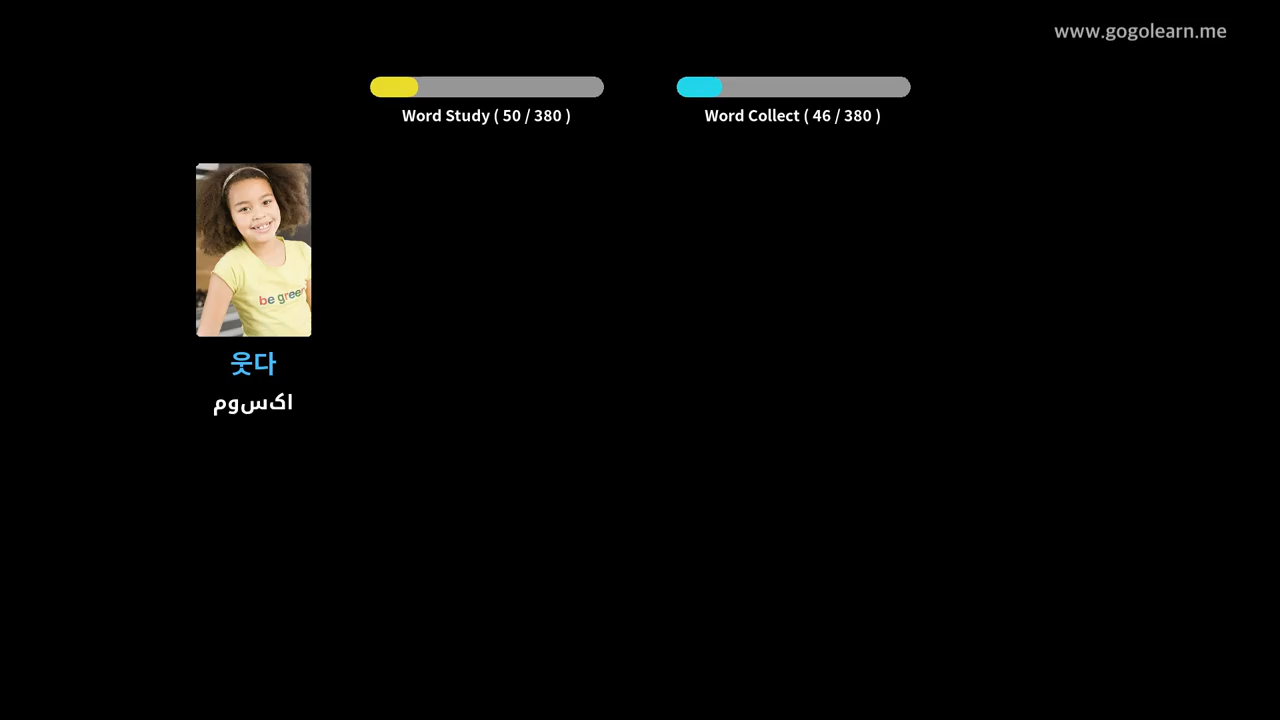 www.gogolearn.me
Word Study ( 50 / 380 )
Word Collect ( 46 / 380 )
be green
웃다
اکسوم